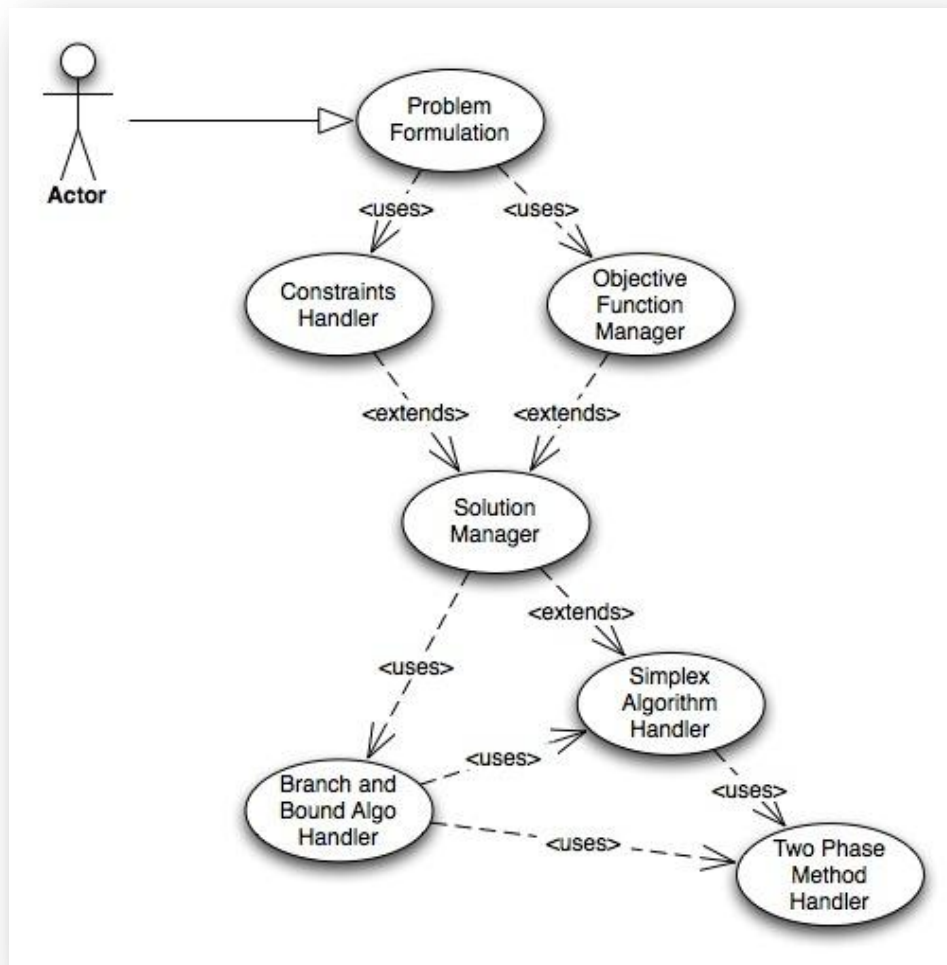 Problem
Formulation
Actor
<uses>
<uses>
Constraints
Handler
Objective
Function
Manager
<extends>
<extends>
Solution
Manager
<extends>
<uses>
Simplex
Algorithm
Handler
<uses>
<uses>
Branch and
Bound Algo
Handler
<uses>
Two Phase
Method
Handler